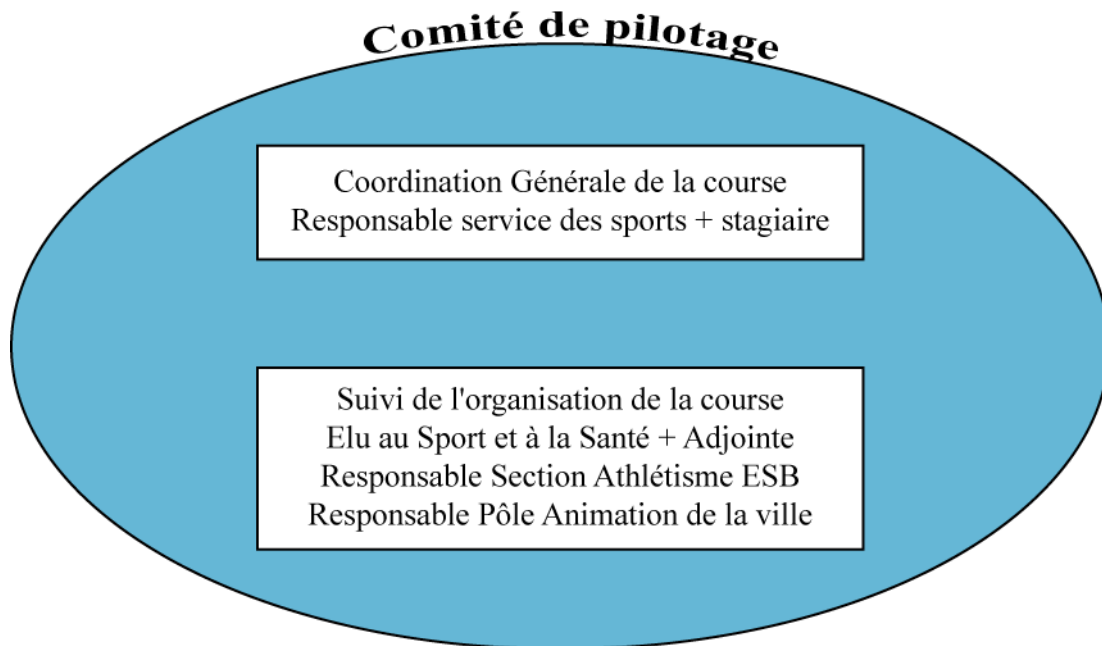 Comité de pilotage
Coordination Générale de la course
Responsable service des sports + stagiaire
Suivi de l'organisation de la course
Elu au Sport et à la Santé + Adjointe
Responsable Section Athlétisme ESB
Responsable Pôle Animation de la ville